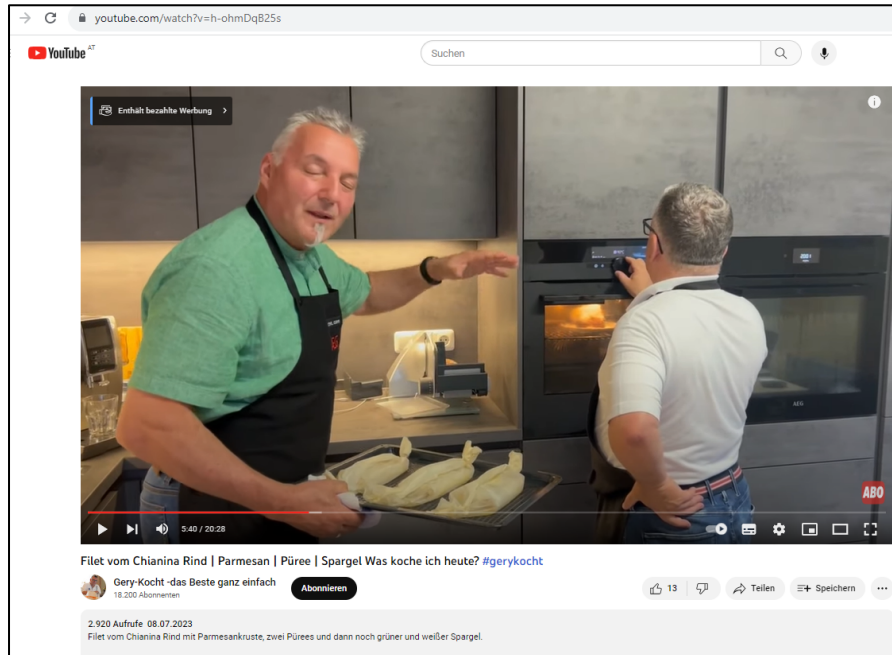 youtube.com/watch?v=h-ohmDqB25s
YouTube AT
Suchen
Enthält bezahlte Werbung
AEG
ABO
5:40 / 20:28
Filet vom Chianina Rind | Parmesan | Püree | Spargel Was koche ich heute? #gerykocht
Gery-Kocht -das Beste ganz einfach
18.200 Abonnenten
Abonnieren
13
Teilen
Speichern
2.920 Aufrufe 08.07.2023
Filet vom Chianina Rind mit Parmesankruste, zwei Pürees und dann noch grüner und weißer Spargel.